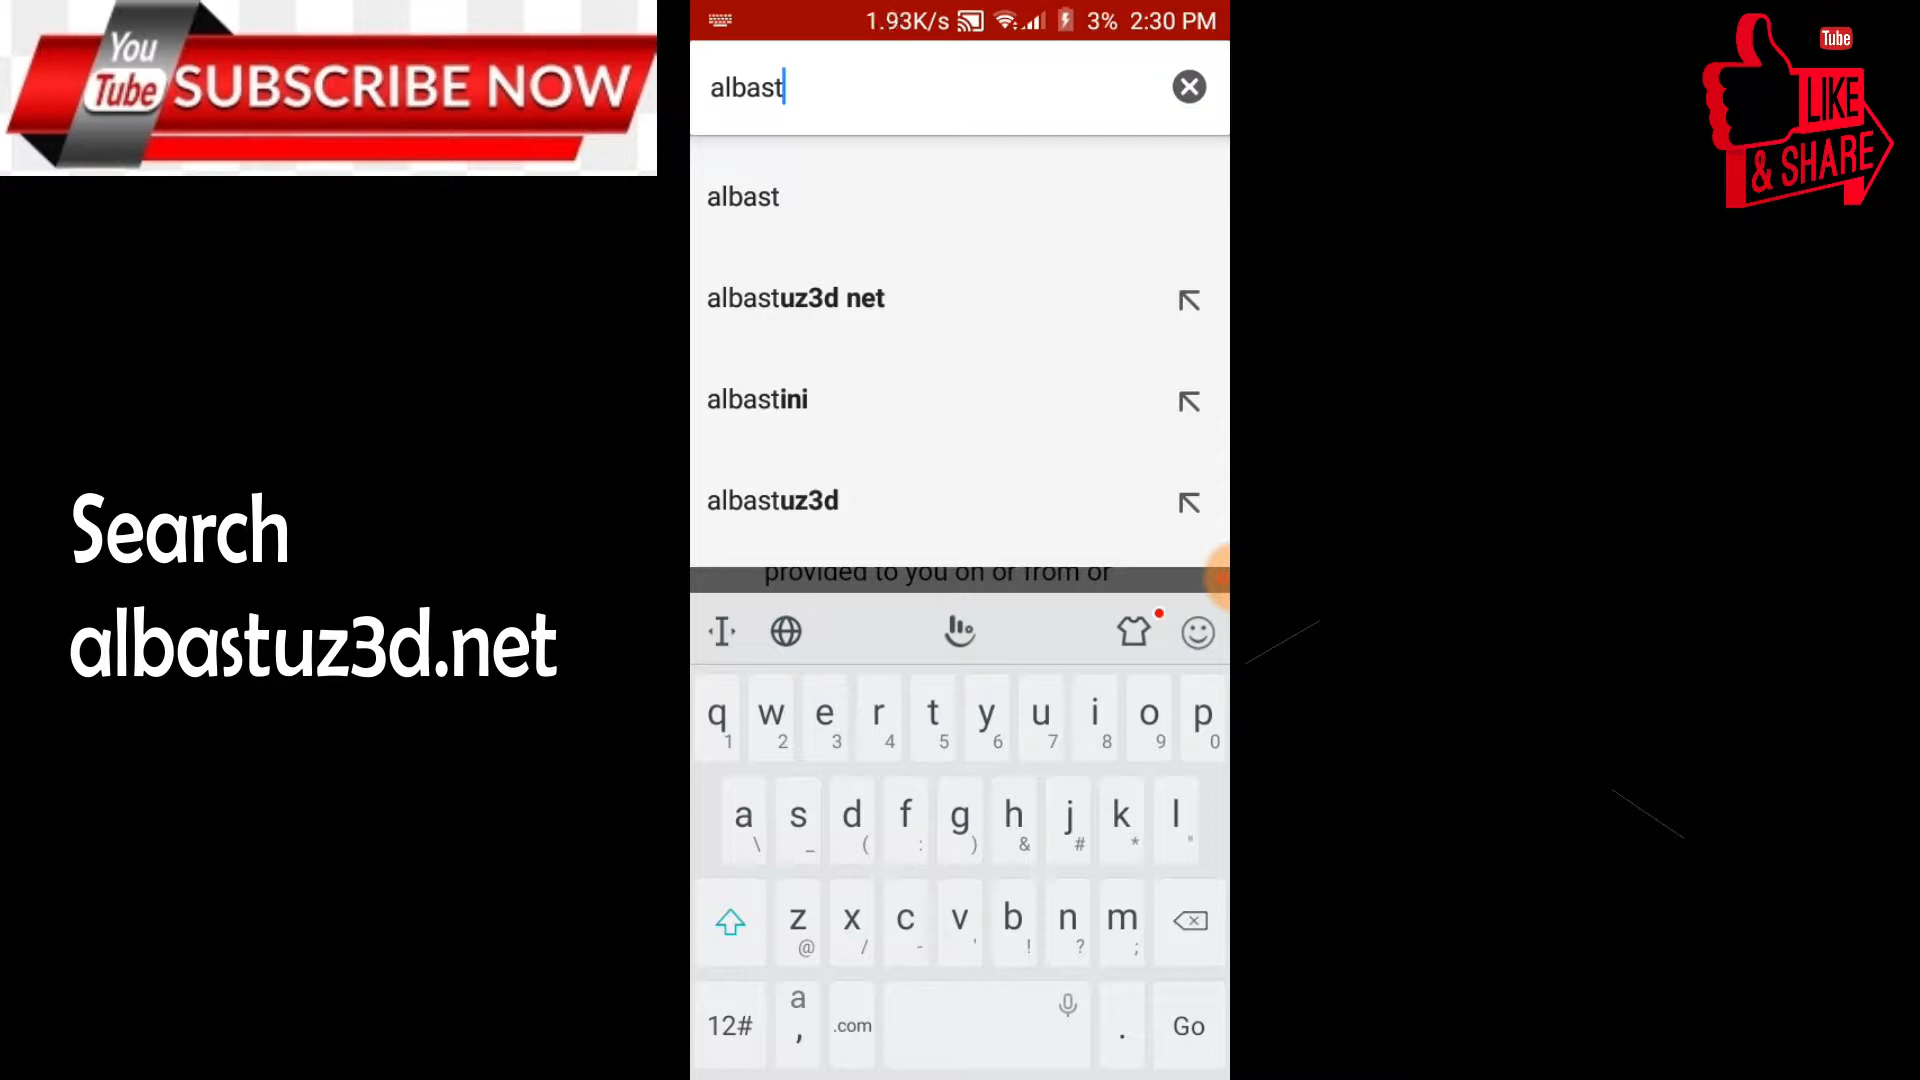 You
Tube SUBSCRIBE NOW
1.93K/s 3% 2:30 PM
albast
albast
albastuz3d net
albastini
albastuz3d
provided to you on or from or
Search
albastuz3d.net
Tube
LIKE
& SHARE
q w e r t y u i o p
1 2 3 4 5 6 7 8 9 0
a s d f g h j k l
\ _ ( : ) & # * "
z x c v b n m
@ / - ' ! ? ;
a
12# , .com . Go